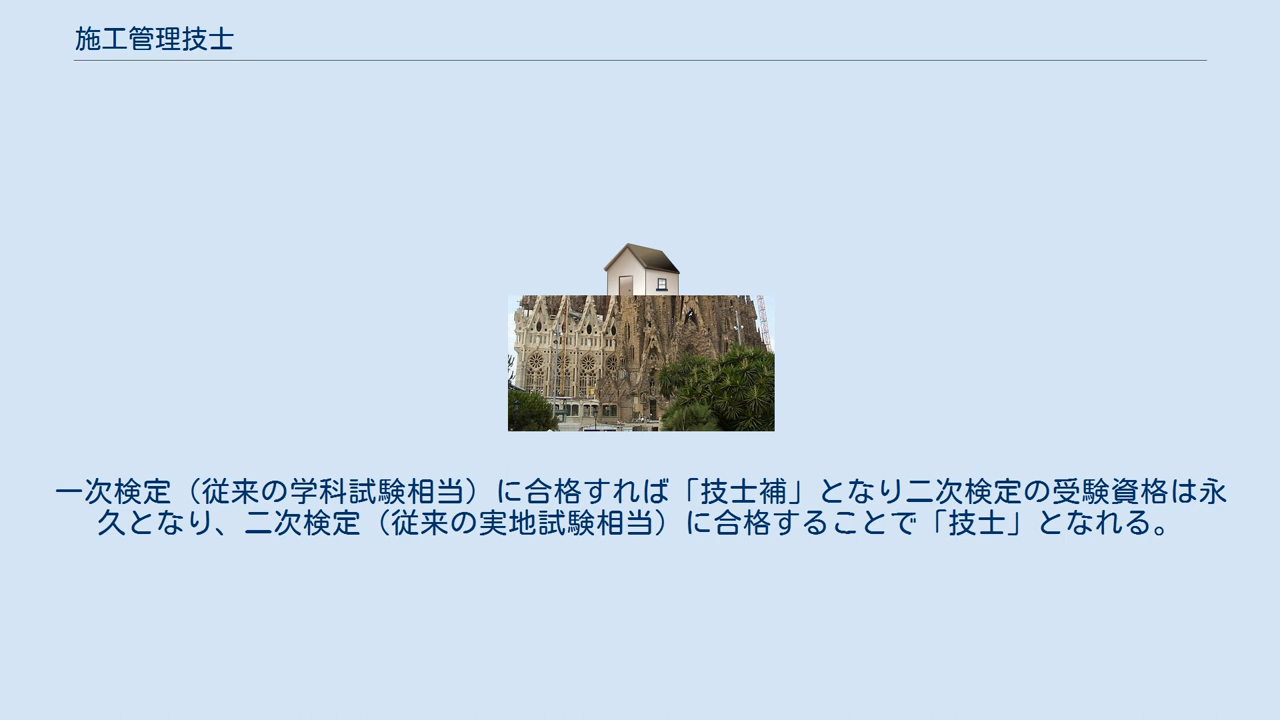 施工管理技士
一次検定（従来の学科試験相当）に合格すれば「技士補」となり二次検定の受験資格は永
久となり、二次検定（従来の実地試験相当）に合格することで「技士」となれる。